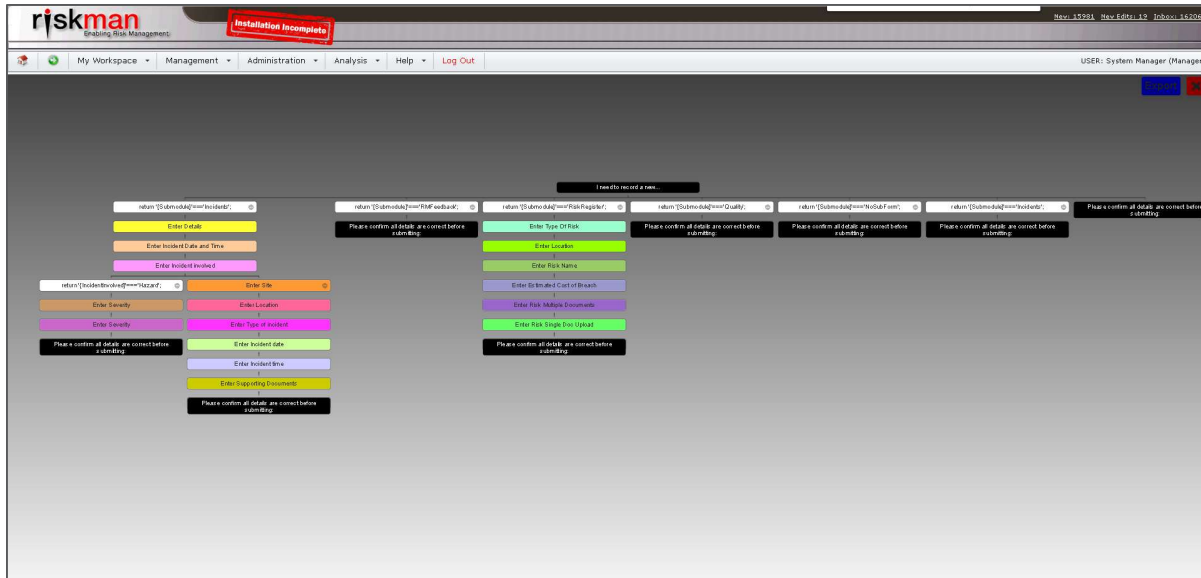 riskman
Enabling Risk Management
Installation Incomplete
New: 15981 New Edits: 19 Inbox: 16206
My Workspace Management Administration Analysis Help Log Out
USER: System Manager (Manager
I need to record a new...
return '[Submodule]'==='Incidents';
return '[Submodule]'==='RMFeedback';
return '[Submodule]'==='RiskRegister';
return '[Submodule]'==='Quality';
return '[Submodule]'==='NoSubForm';
return '[Submodule]'==='Incidents';
Please confirm all details are correct before
submitting:
Enter Details
Enter Incident Date and Time
Enter Incident involved
return '[IncidentInvolved]'==='Hazard';
Enter Severity
Enter Severity
Please confirm all details are correct before
submitting:
Enter Site
Enter Location
Enter Type of Incident
Enter Incident date
Enter Incident time
Enter Supporting Documents
Please confirm all details are correct before
submitting:
Please confirm all details are correct before
submitting:
Enter Type Of Risk
Enter Location
Enter Risk Name
Enter Estimated Cost of Breach
Enter Risk Multiple Documents
Enter Risk Single Doc Upload
Please confirm all details are correct before
submitting:
Please confirm all details are correct before
submitting:
Please confirm all details are correct before
submitting:
Please confirm all details are correct before
submitting: